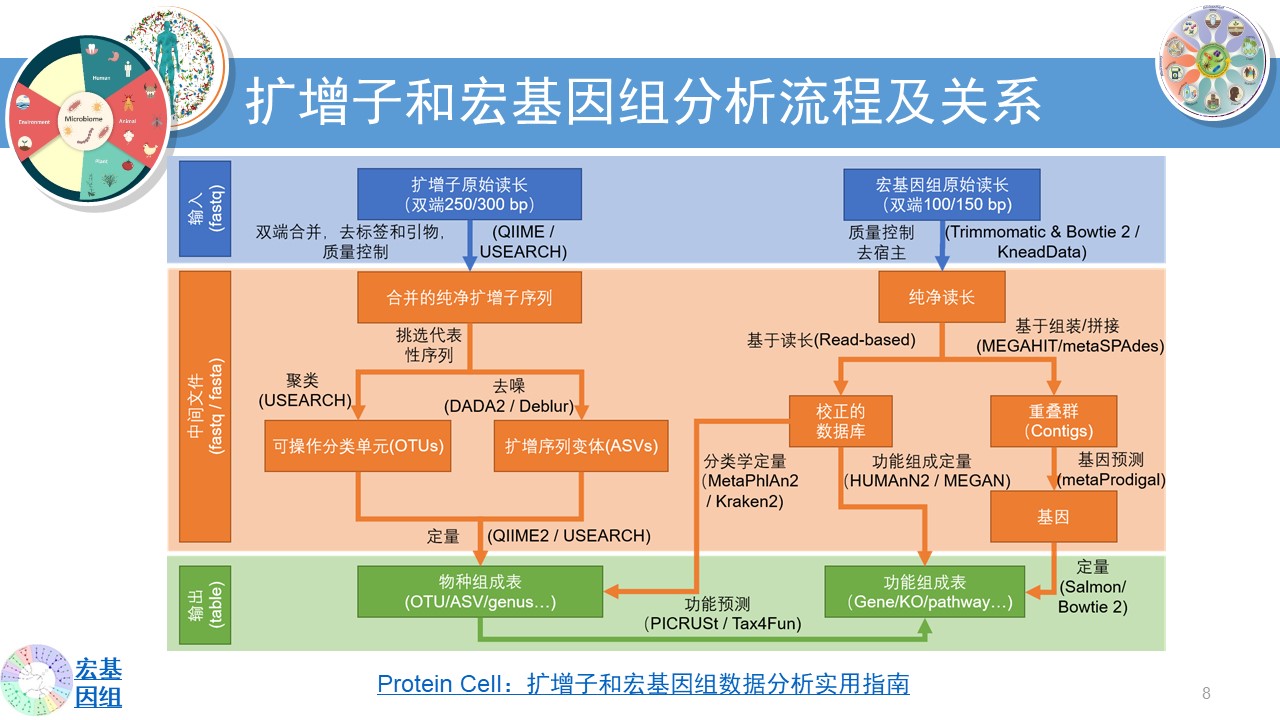 扩增子和宏基因组分析流程及关系
Human
Microbiome
Environment
Animal
Plant
输入
(fastq)
扩增子原始读长
（双端250/300 bp）
宏基因组原始读长
（双端100/150 bp)
双端合并，去标签和引物，
质量控制
(QIIME /
USEARCH)
质量控制
去宿主
(Trimmomatic & Bowtie 2 /
KneadData)
中间文件
(fastq / fasta)
合并的纯净扩增子序列
纯净读长
挑选代表
性序列
基于读长(Read-based)
基于组装/拼接
(MEGAHIT/metaSPAdes)
聚类
(USEARCH)
去噪
(DADA2 / Deblur)
校正的
数据库
重叠群
（Contigs)
可操作分类单元(OTUs)
扩增序列变体(ASVs)
分类学定量
（MetaPhlAn2
/ Kraken2)
功能组成定量
（HUMAnN2 / MEGAN)
基因预测
(metaProdigal)
基因
定量
(QIIME2 / USEARCH)
输出
(table)
物种组成表
(OTU/ASV/genus…)
功能预测
（PICRUSt / Tax4Fun)
功能组成表
（Gene/KO/pathway…)
定量
(Salmon/
Bowtie 2)
宏基
因组
Protein Cell：扩增子和宏基因组数据分析实用指南
8